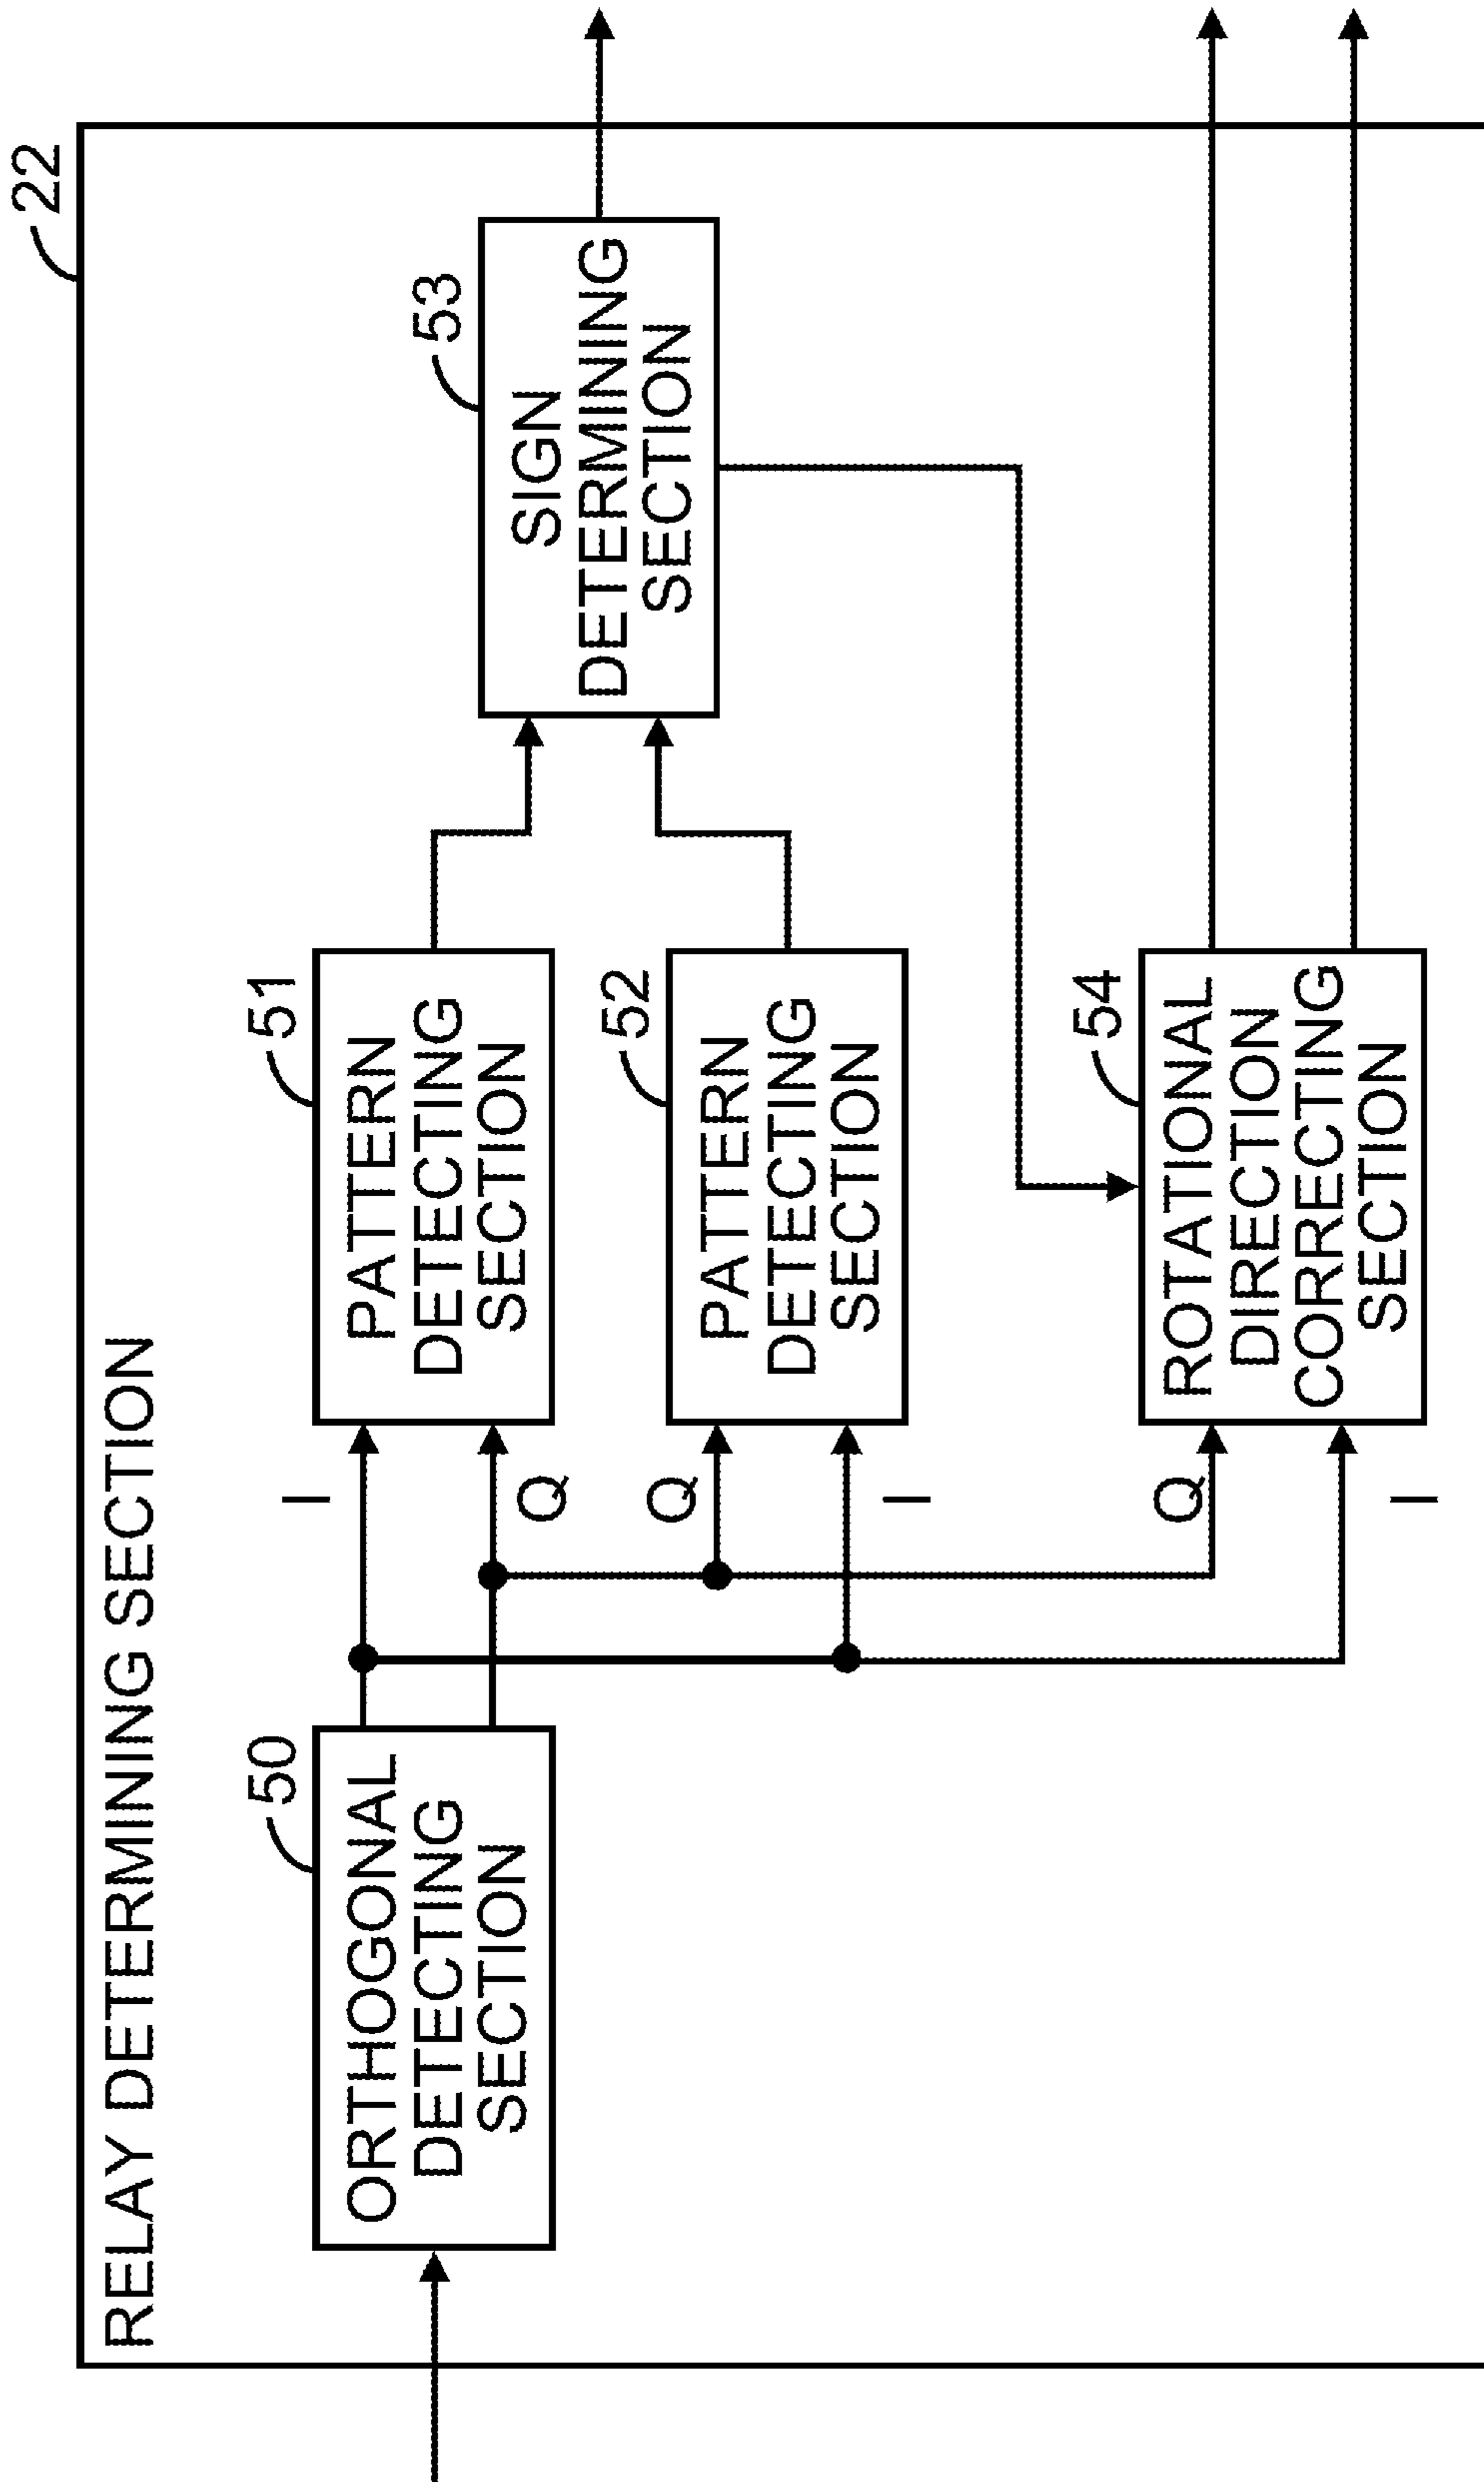 22
RELAY DETERMINING SECTION
50
ORTHOGONAL
DETECTING
SECTION
I
Q
51
PATTERN
DETECTING
SECTION
Q
I
52
PATTERN
DETECTING
SECTION
53
SIGN
DETERMINING
SECTION
Q
I
54
ROTATIONAL
DIRECTION
CORRECTING
SECTION